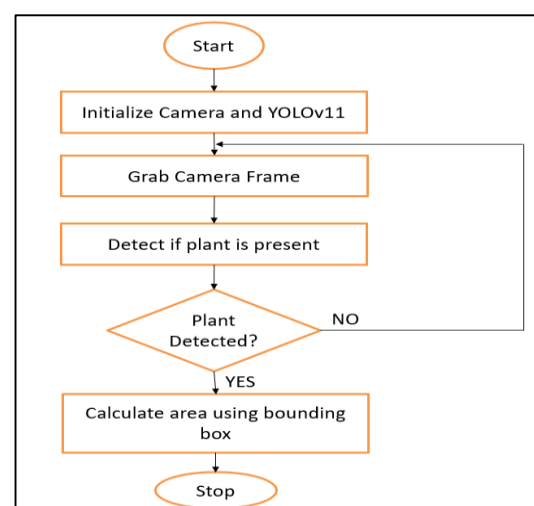 Start
Initialize Camera and YOLOv11
Grab Camera Frame
Detect if plant is present
Plant
Detected?
NO
YES
Calculate area using bounding
box
Stop